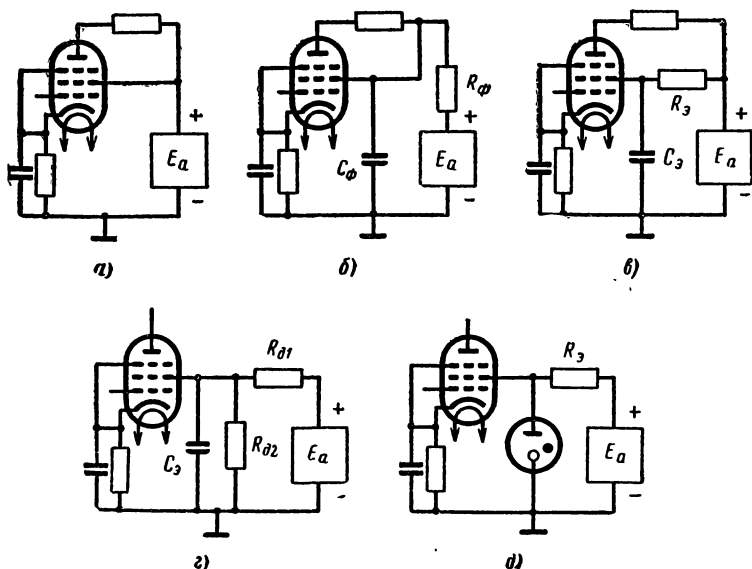 +
Eа
−
а)
Rф
+
Cф
Eа
−
б)
Rэ
+
Cэ
Eа
−
в)
Rд1
+
Cэ
Rд2
Eа
−
г)
Rэ
+
Eа
−
д)